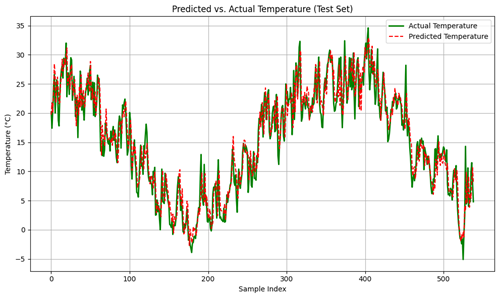 Predicted vs. Actual Temperature (Test Set)
Actual Temperature
Predicted Temperature
Temperature (°C)
35
30
25
20
15
10
5
0
−5
0 100 200 300 400 500
Sample Index